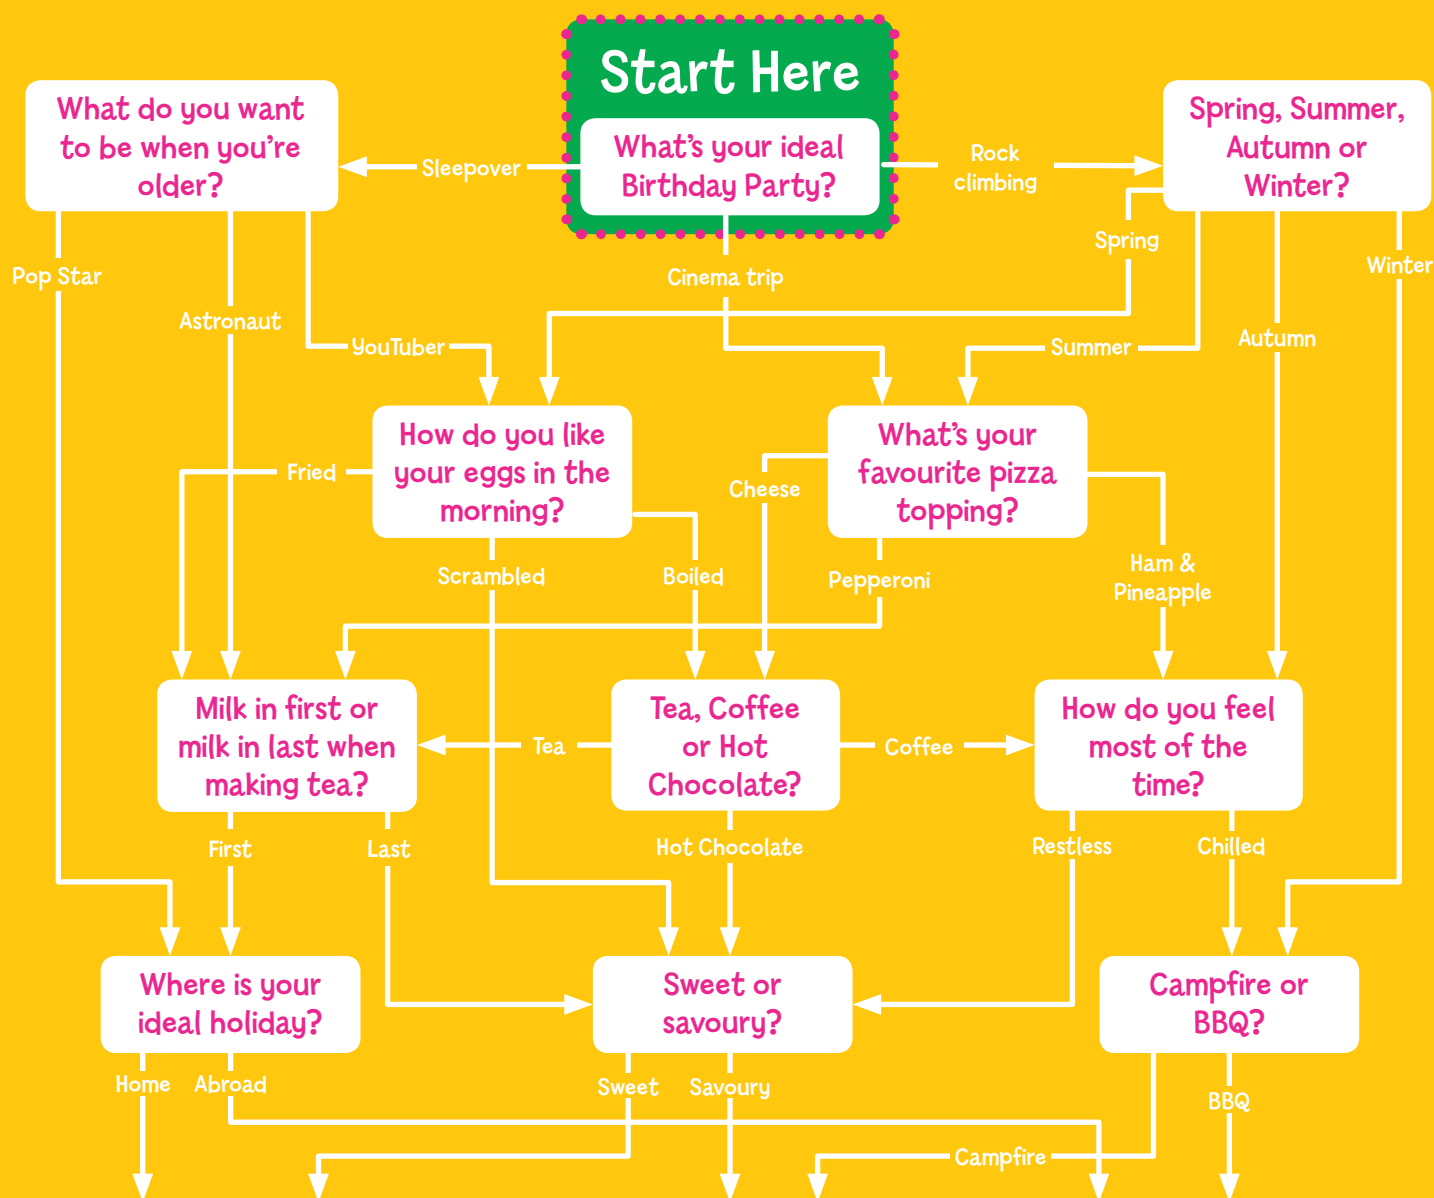 Start Here
What's your ideal
Birthday Party?
What do you want
to be when you're
older?
Sleepover
Rock
climbing
Spring, Summer,
Autumn or
Winter?
Pop Star
Astronaut
YouTuber
Cinema trip
Spring
Summer
Autumn
Winter
How do you like
your eggs in the
morning?
What's your
favourite pizza
topping?
Fried
Scrambled
Boiled
Cheese
Pepperoni
Ham &
Pineapple
Milk in first or
milk in last when
making tea?
Tea
Tea, Coffee
or Hot
Chocolate?
Coffee
How do you feel
most of the
time?
First
Last
Hot Chocolate
Restless
Chilled
Where is your
ideal holiday?
Sweet or
savoury?
Campfire or
BBQ?
Home
Abroad
Sweet
Savoury
BBQ
Campfire